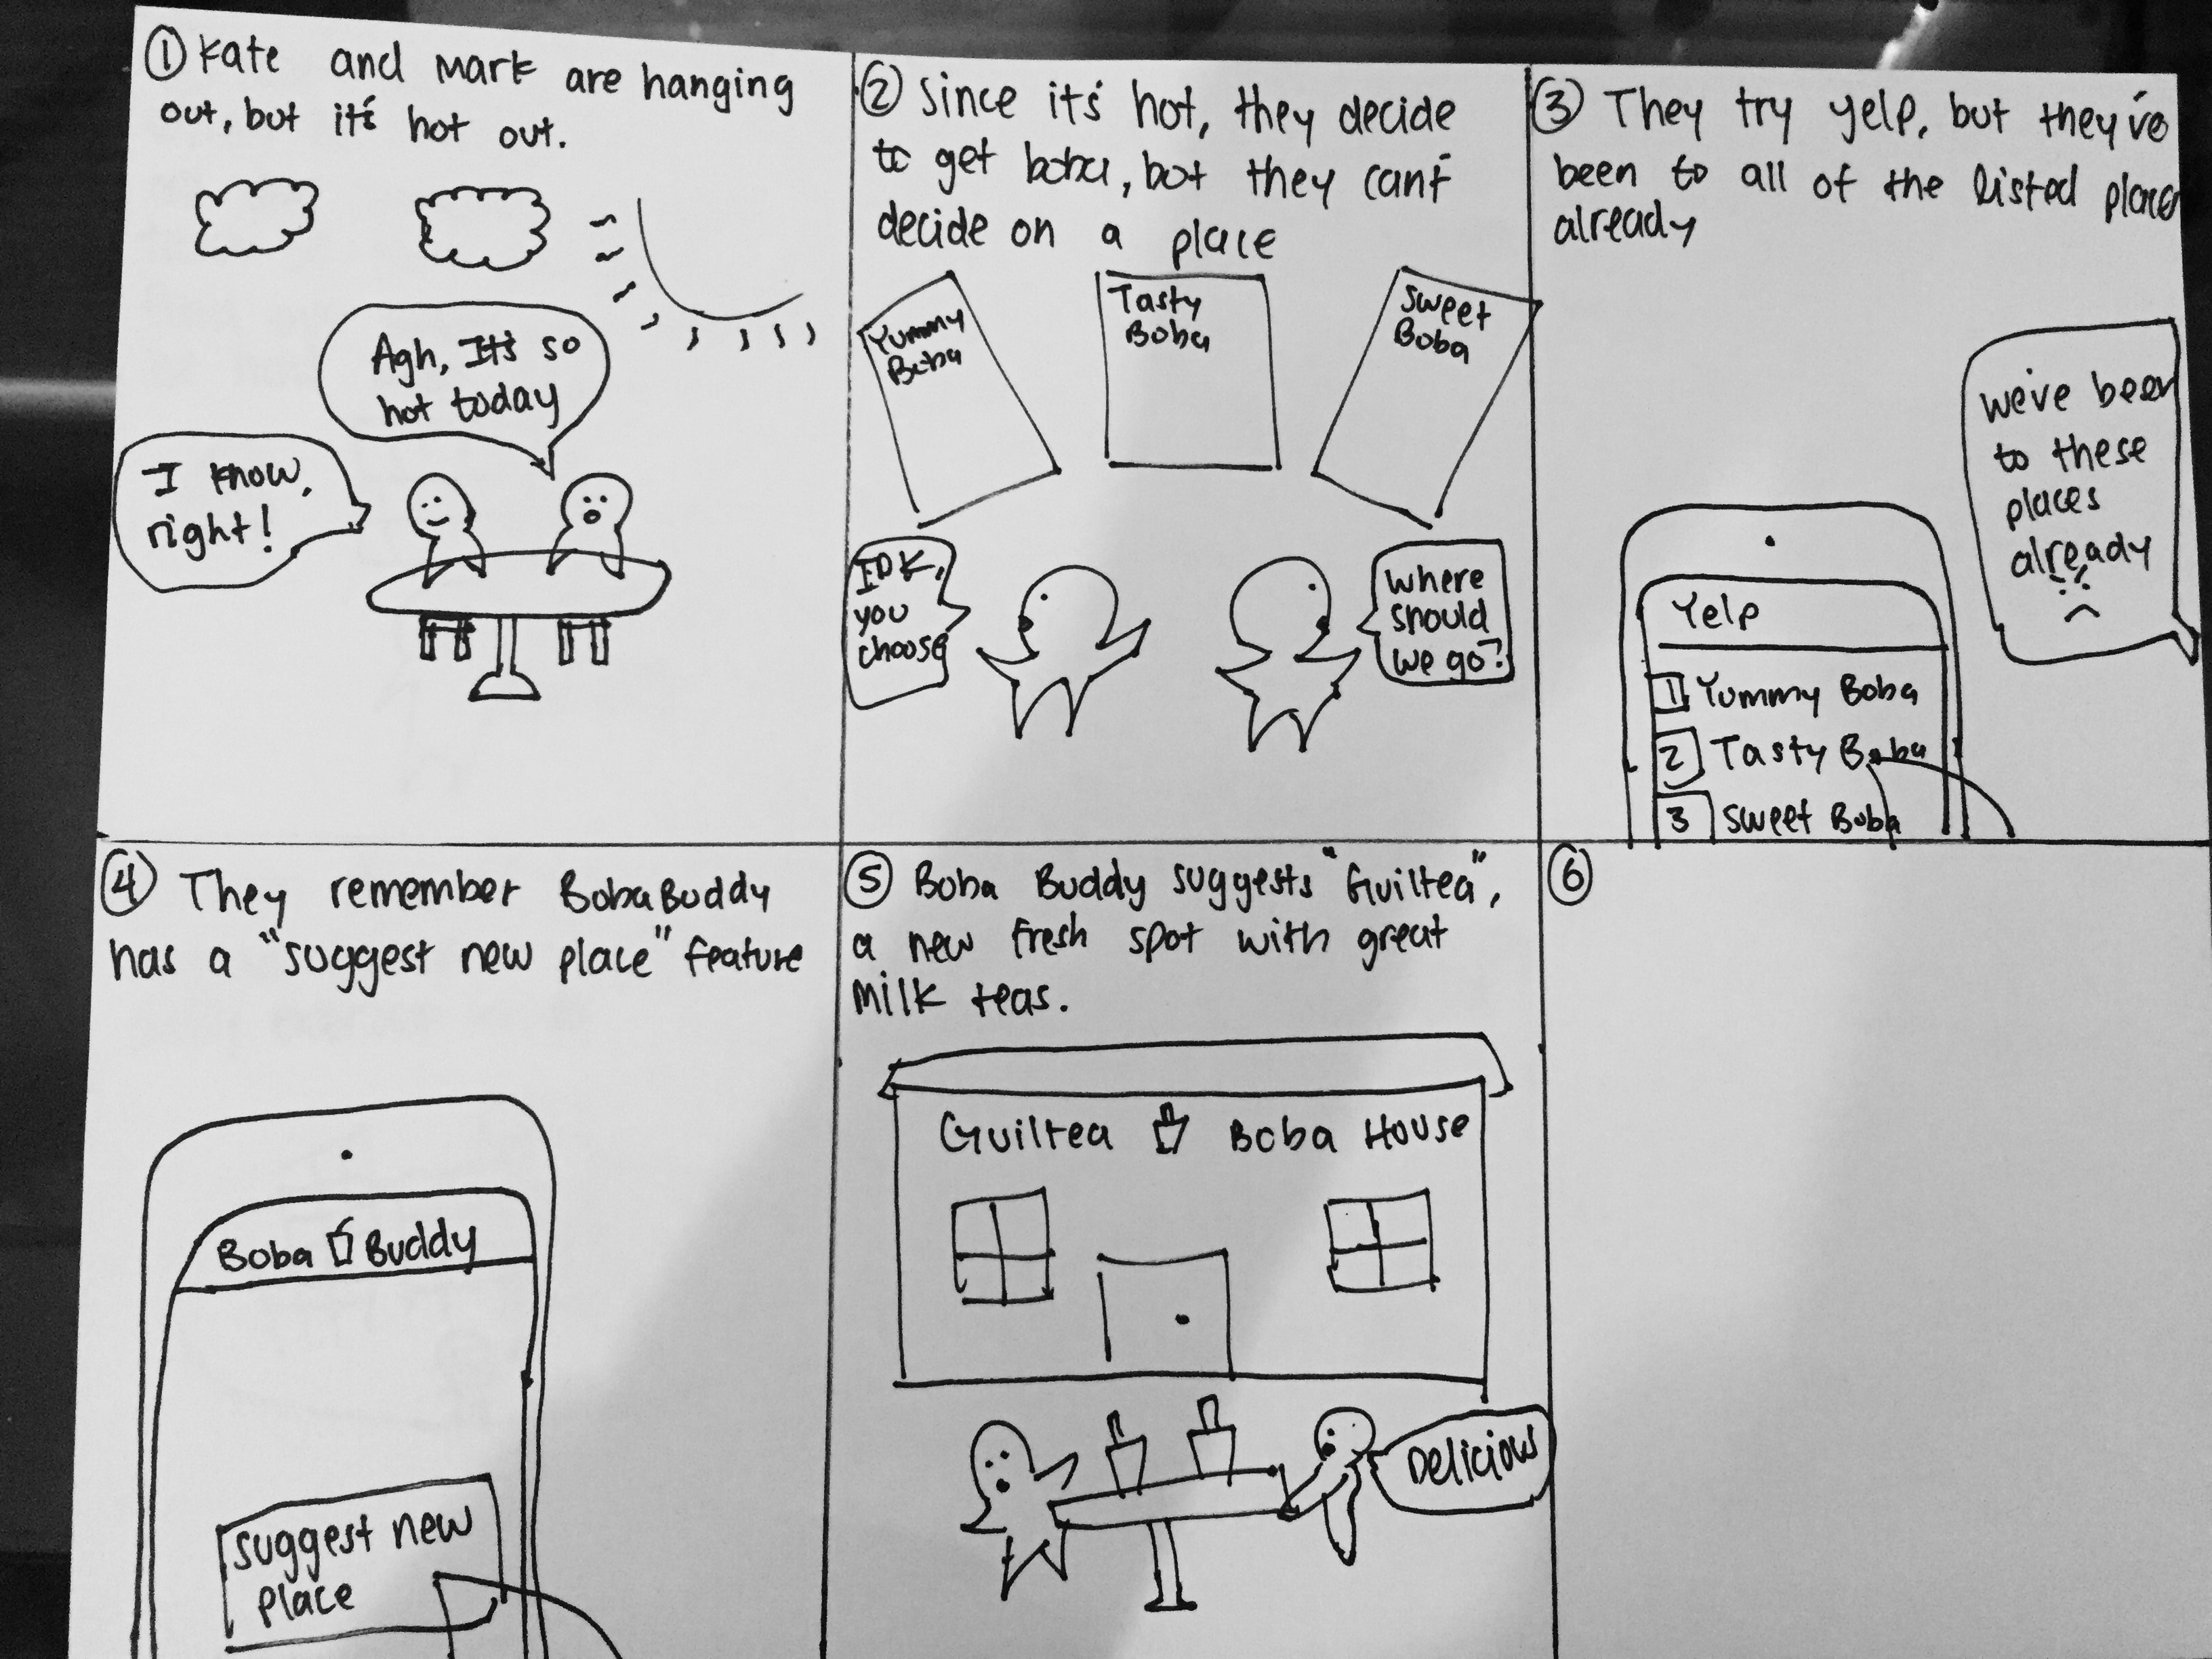 ① Kate and Mark are hanging
out, but it's hot out.
Agh, It's so
hot today
I know,
right!
② Since it's hot, they decide
to get boba, but they can't
decide on a place
Yummy
Boba
Tasty
Boba
Sweet
Boba
IDK,
you
choose
where
should
we go?
③ They try yelp, but they've
been to all of the listed places
already
we've been
to these
places
already
Yelp
1 Yummy Boba
2 Tasty Boba
3 Sweet Boba
④ They remember BobaBuddy
has a "suggest new place" feature
Boba Buddy
suggest new
place
⑤ Boba Buddy suggests "Guiltea",
a new fresh spot with great
milk teas.
Guiltea Boba House
Delicious
⑥